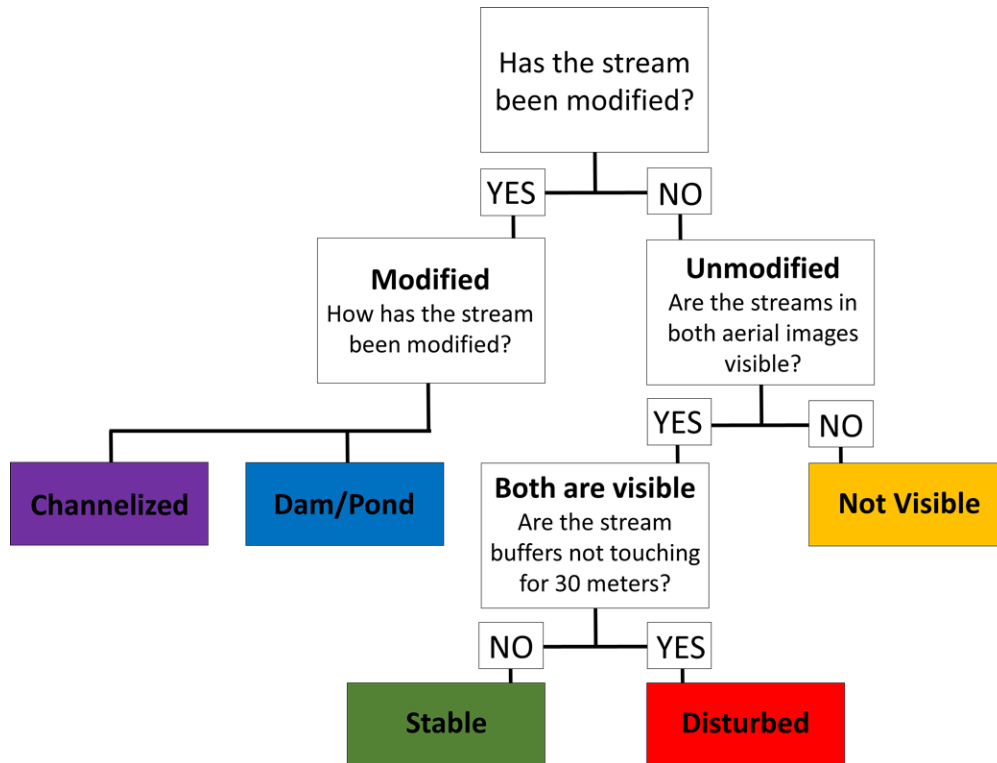 Has the stream
been modified?
YES
NO
Modified
How has the stream
been modified?
Unmodified
Are the streams in
both aerial images
visible?
YES
NO
Channelized
Dam/Pond
Both are visible
Are the stream
buffers not touching
for 30 meters?
Not Visible
NO
YES
Stable
Disturbed